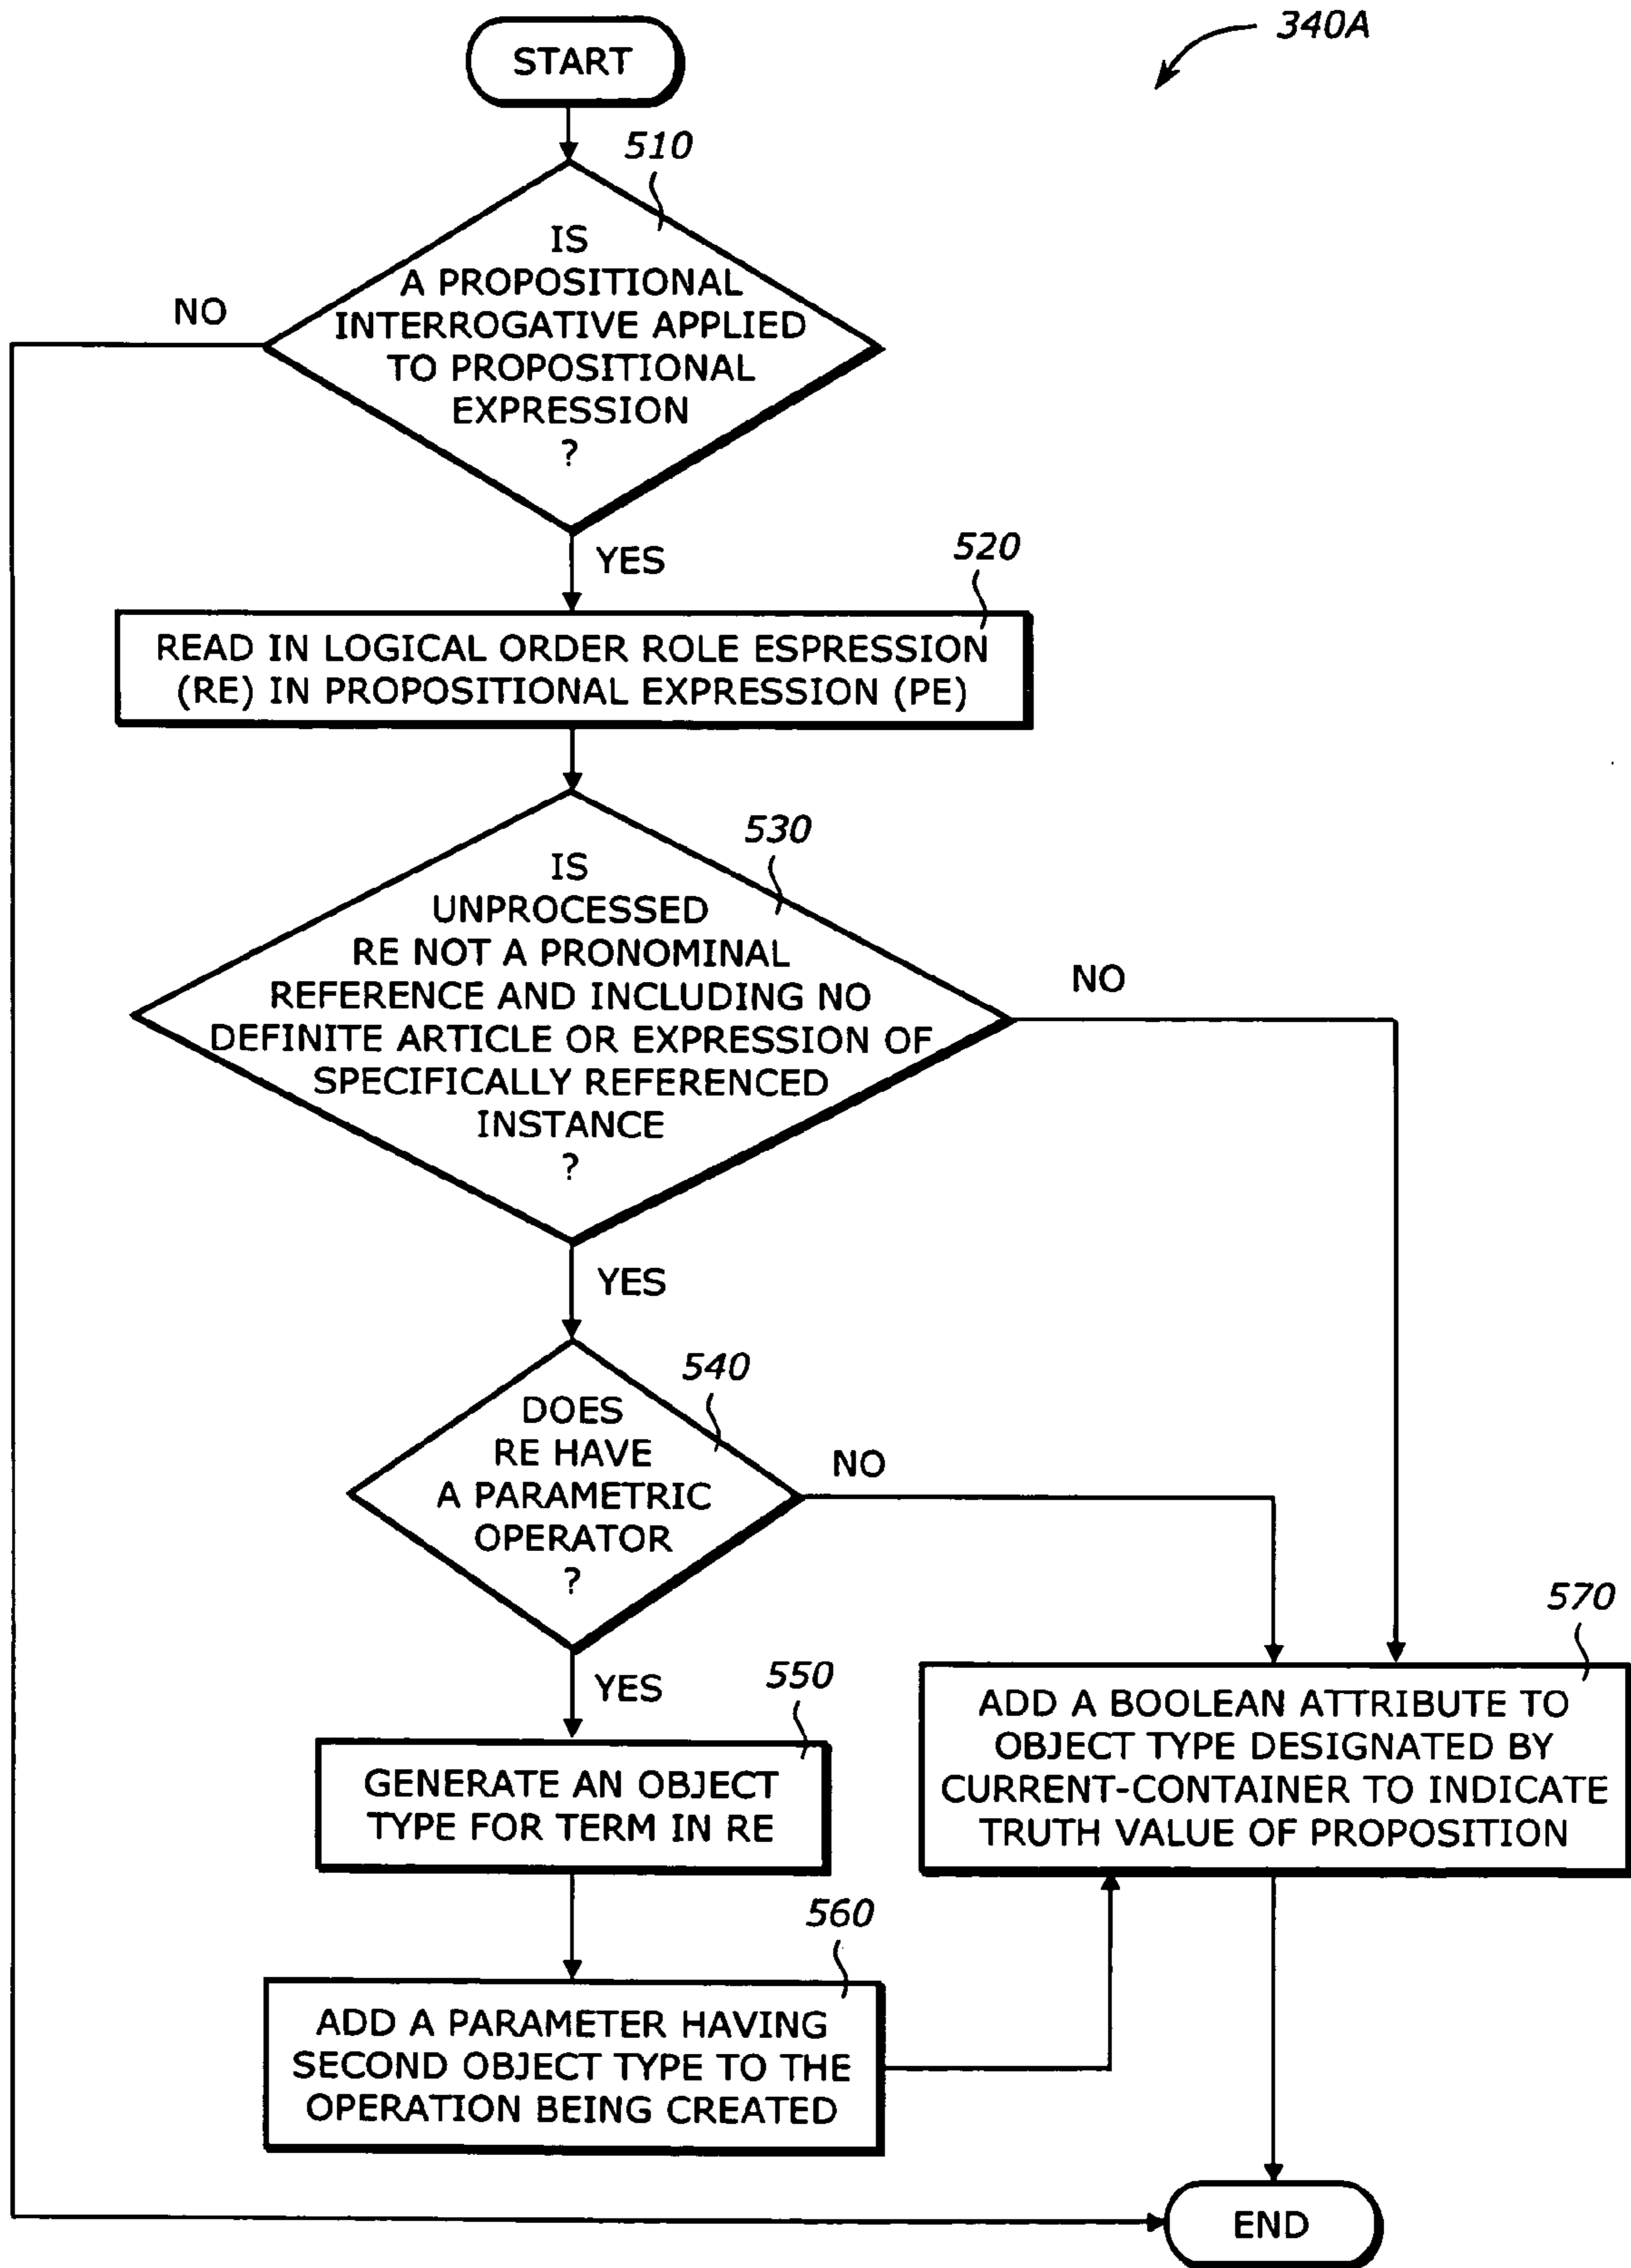 340A
START
510
IS
A PROPOSITIONAL
INTERROGATIVE APPLIED
TO PROPOSITIONAL
EXPRESSION
?
NO
YES
520
READ IN LOGICAL ORDER ROLE ESPRESSION
(RE) IN PROPOSITIONAL EXPRESSION (PE)
530
IS
UNPROCESSED
RE NOT A PRONOMINAL
REFERENCE AND INCLUDING NO
DEFINITE ARTICLE OR EXPRESSION OF
SPECIFICALLY REFERENCED
INSTANCE
?
NO
YES
540
DOES
RE HAVE
A PARAMETRIC
OPERATOR
?
NO
YES
550
GENERATE AN OBJECT
TYPE FOR TERM IN RE
560
ADD A PARAMETER HAVING
SECOND OBJECT TYPE TO THE
OPERATION BEING CREATED
570
ADD A BOOLEAN ATTRIBUTE TO
OBJECT TYPE DESIGNATED BY
CURRENT-CONTAINER TO INDICATE
TRUTH VALUE OF PROPOSITION
END